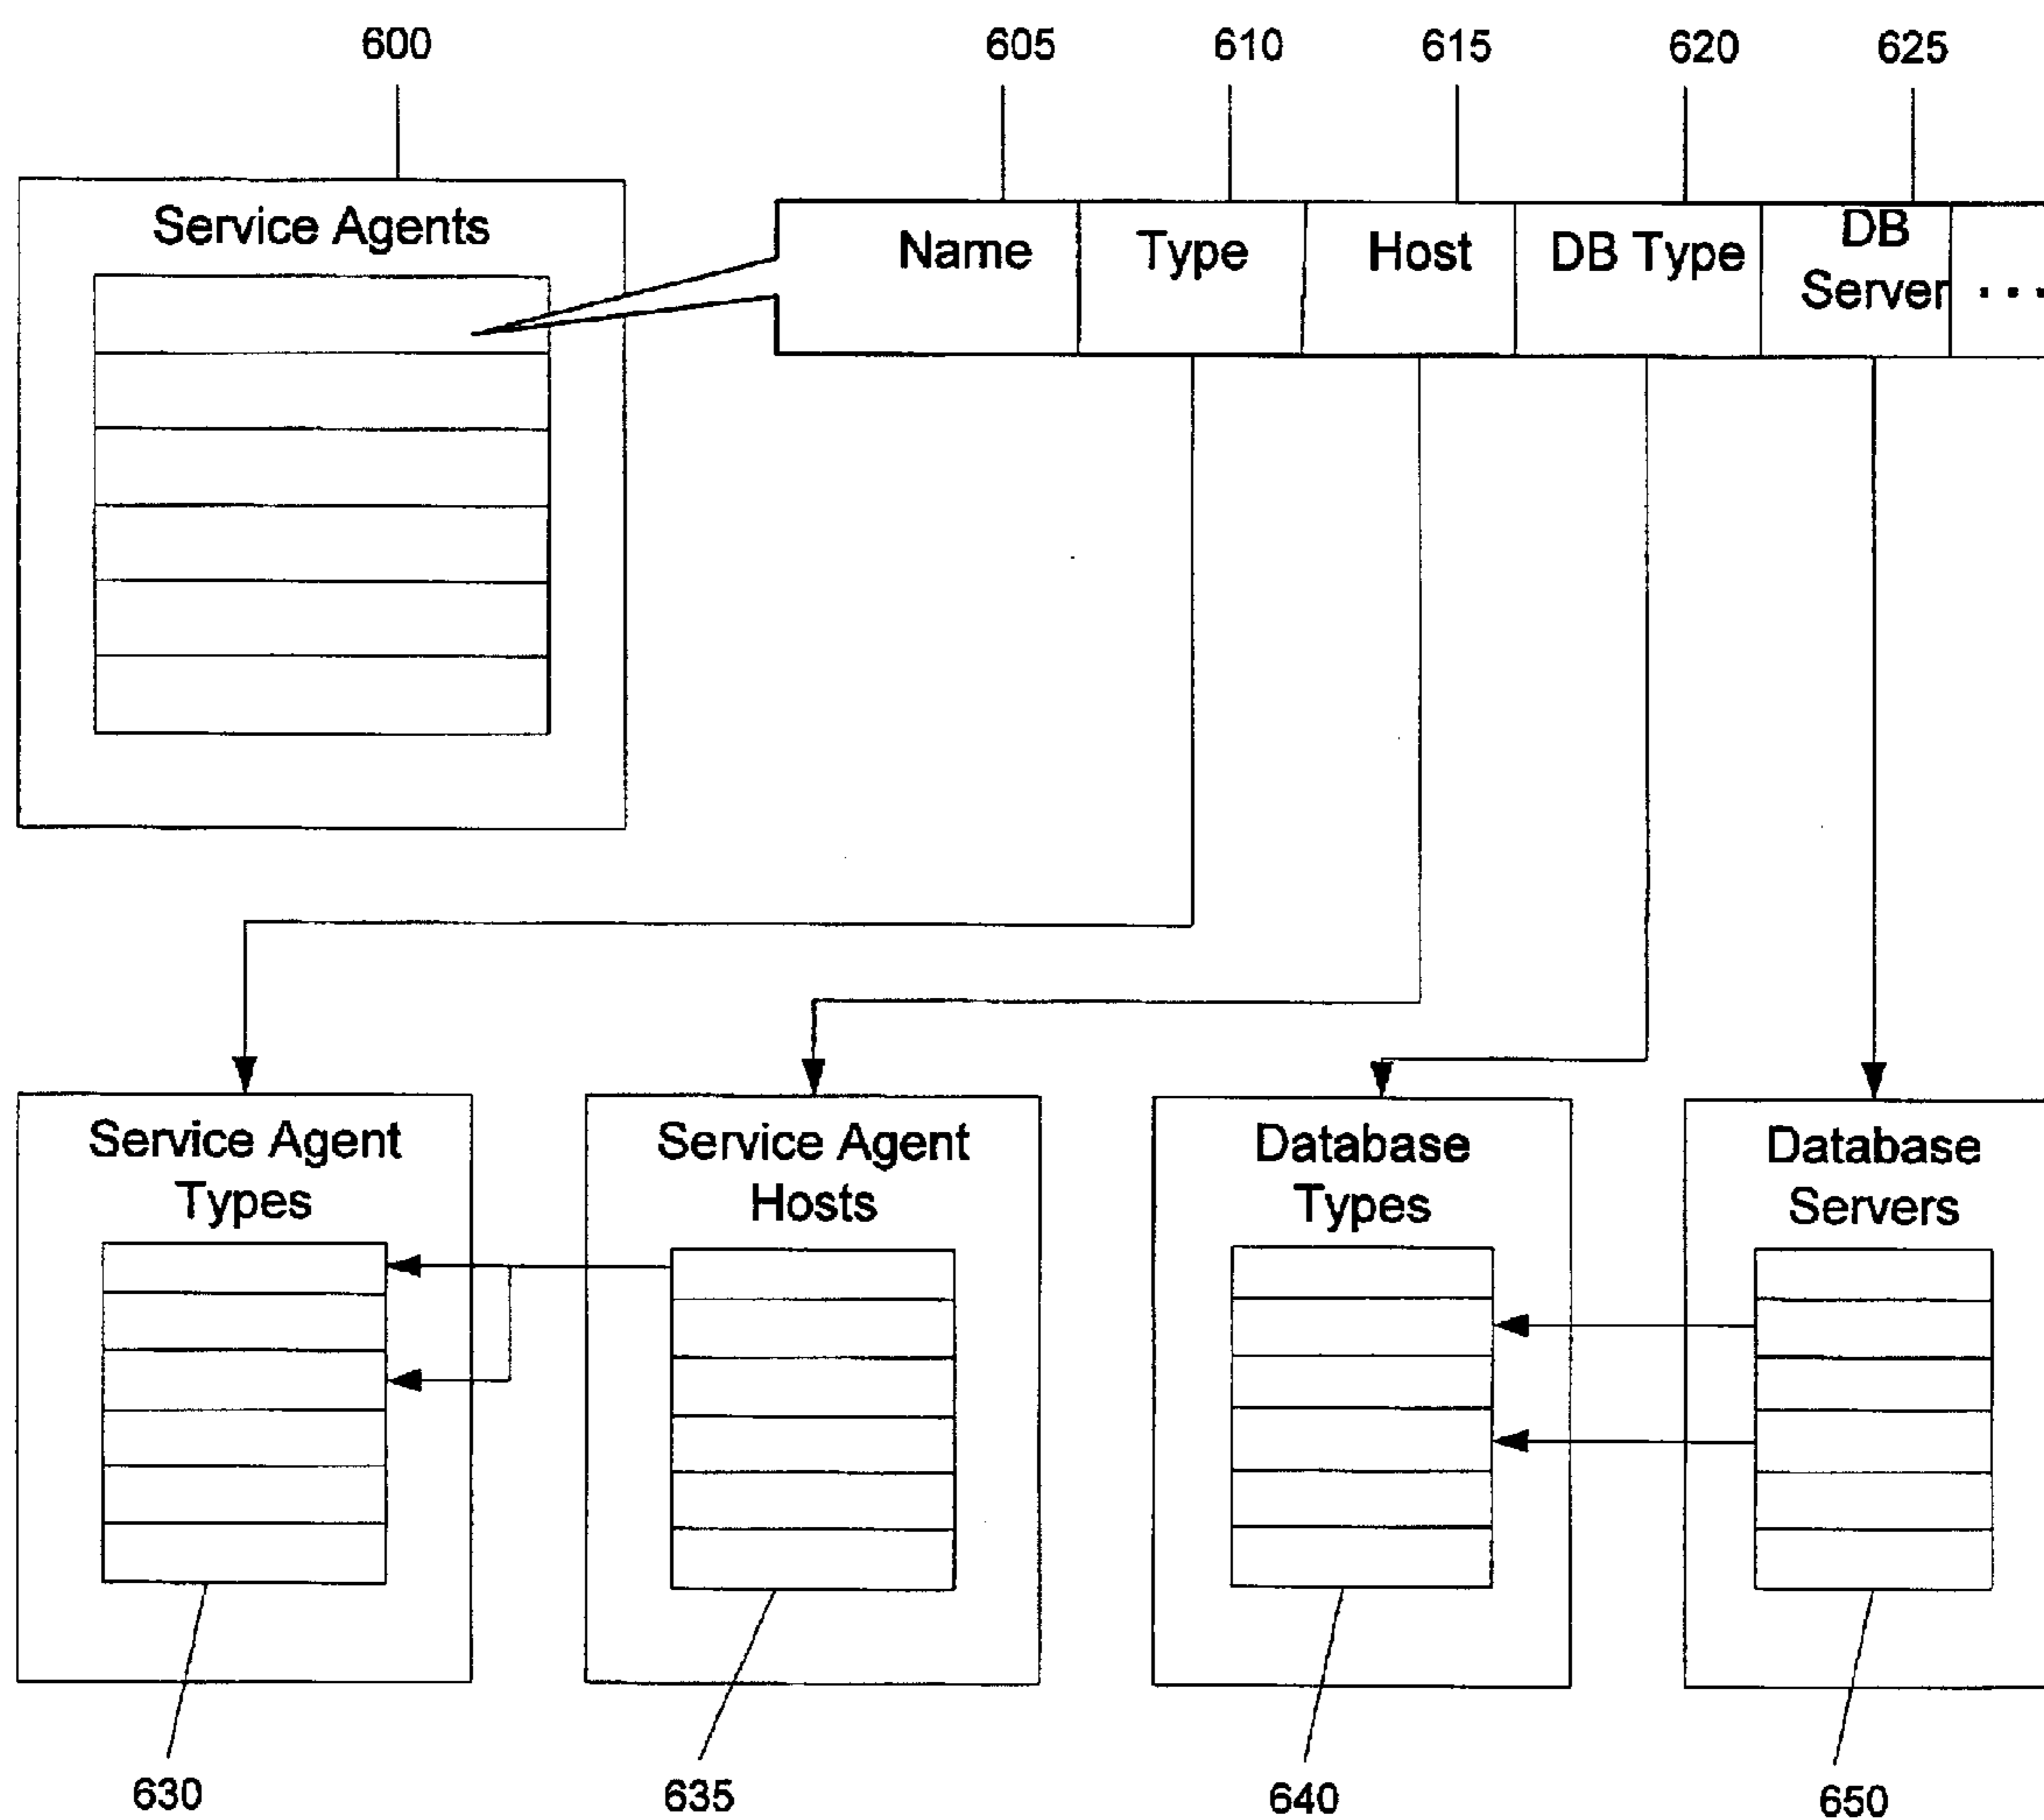 600
605
610
615
620
625
Service Agents
Name
Type
Host
DB Type
DB
Server
...
Service Agent
Types
Service Agent
Hosts
Database
Types
Database
Servers
630
635
640
650